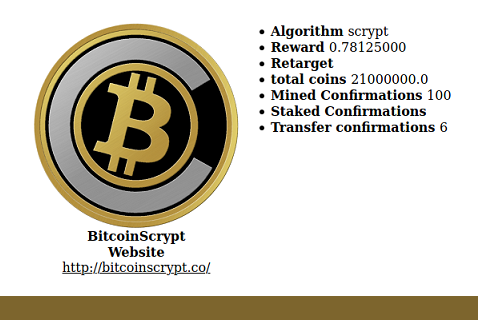 Algorithm scrypt
Reward 0.78125000
Retarget
total coins 21000000.0
Mined Confirmations 100
Staked Confirmations
Transfer confirmations 6
BitcoinScrypt
Website
http://bitcoinscrypt.co/